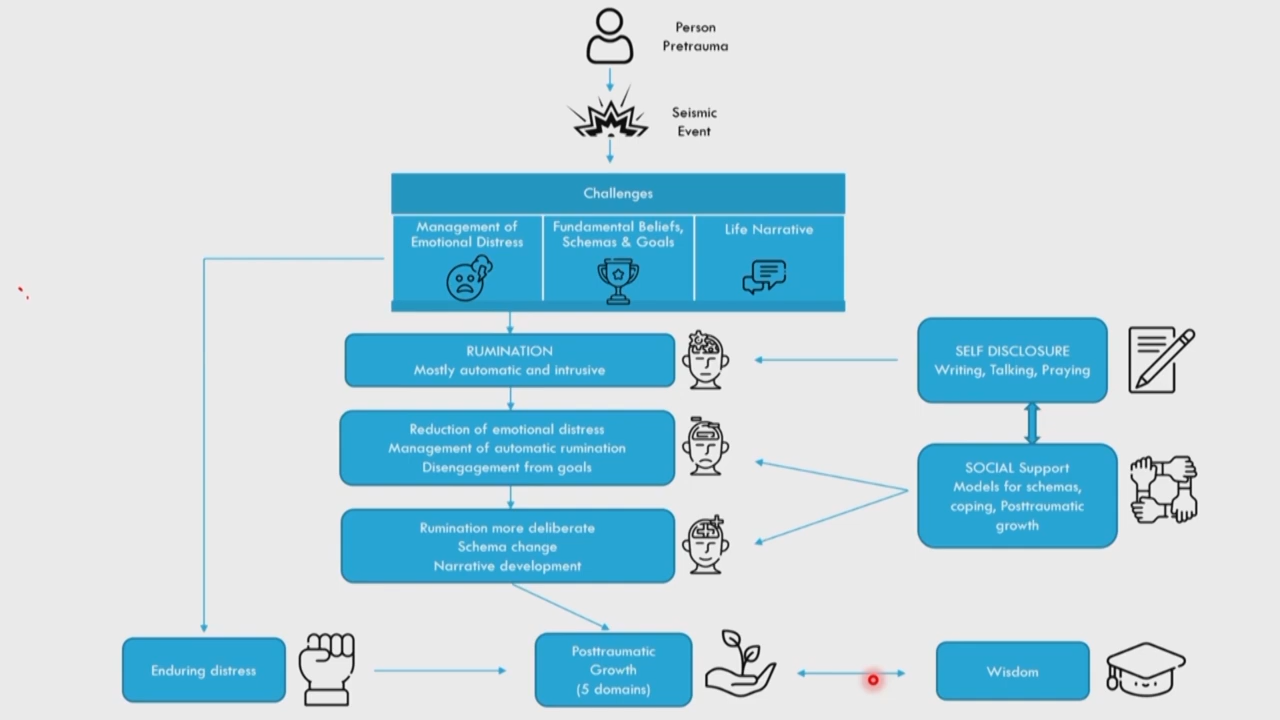 Person
Pretrauma
Seismic
Event
Challenges
Management of
Emotional Distress
Fundamental Beliefs,
Schemas & Goals
Life Narrative
RUMINATION
Mostly automatic and intrusive
SELF DISCLOSURE
Writing, Talking, Praying
Reduction of emotional distress
Management of automatic rumination
Disengagement from goals
SOCIAL Support
Models for schemas,
coping, Posttraumatic
growth
Rumination more deliberate
Schema change
Narrative development
Enduring distress
Posttraumatic
Growth
(5 domains)
Wisdom